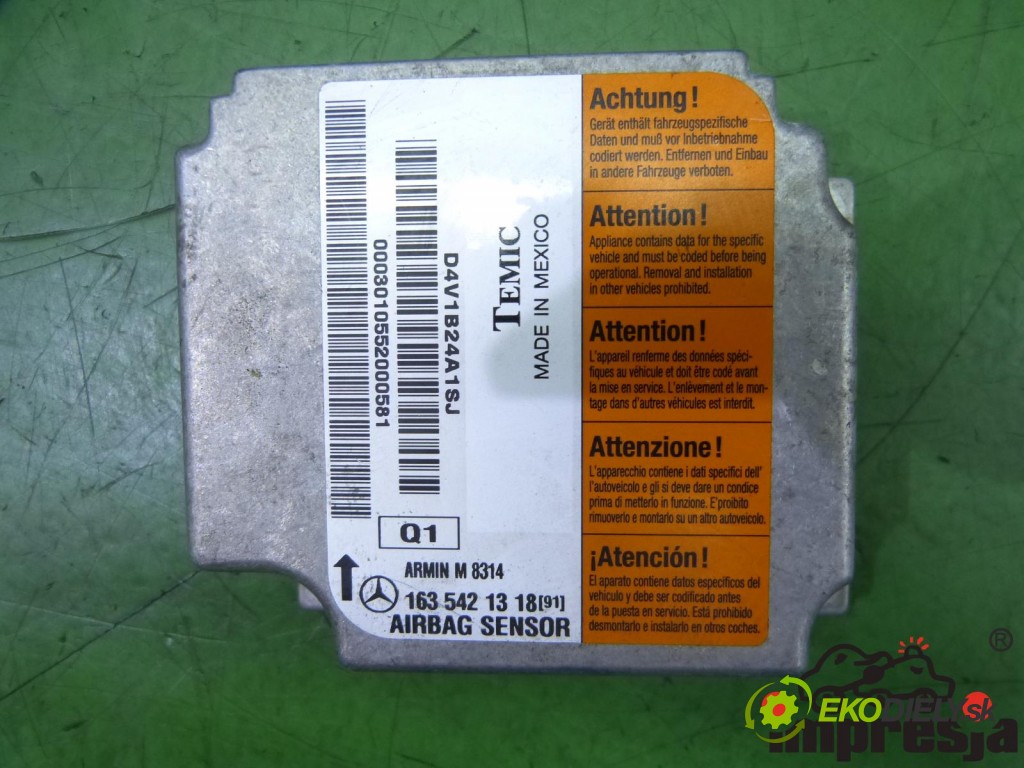 Achtung!
Gerät enthält fahrzeugspezifische
Daten und muß vor Inbetriebnahme
codiert werden. Entfernen und Einbau
in andere Fahrzeuge verboten.
Attention!
Appliance contains data for the specific
vehicle and must be coded before being
operational. Removal and installation
in other vehicles prohibited.
Attention!
L'appareil renferme des données spéci-
fiques au véhicule et doit être codé avant
la mise en service. L'enlèvement et le mon-
tage dans d'autres véhicules est interdit.
Attenzione!
L'apparecchio contiene i dati specifici dell'
autoveicolo e gli si deve dare un condice
prima di metterlo in funzione. E'proibito
rimuoverlo e montarlo su un altro autoveicolo.
¡Atención!
El aparato contiene datos especificos del
vehículo y debe ser codificado antes
de la puesta en servicio. Está prohibido
desmontarlo e instalarlo en otros coches.
TEMIC
MADE IN MEXICO
D4V1B24A1SJ
0003010552000581
Q1
ARMIN M 8314
163 542 13 18[91]
AIRBAG SENSOR
®
impresja